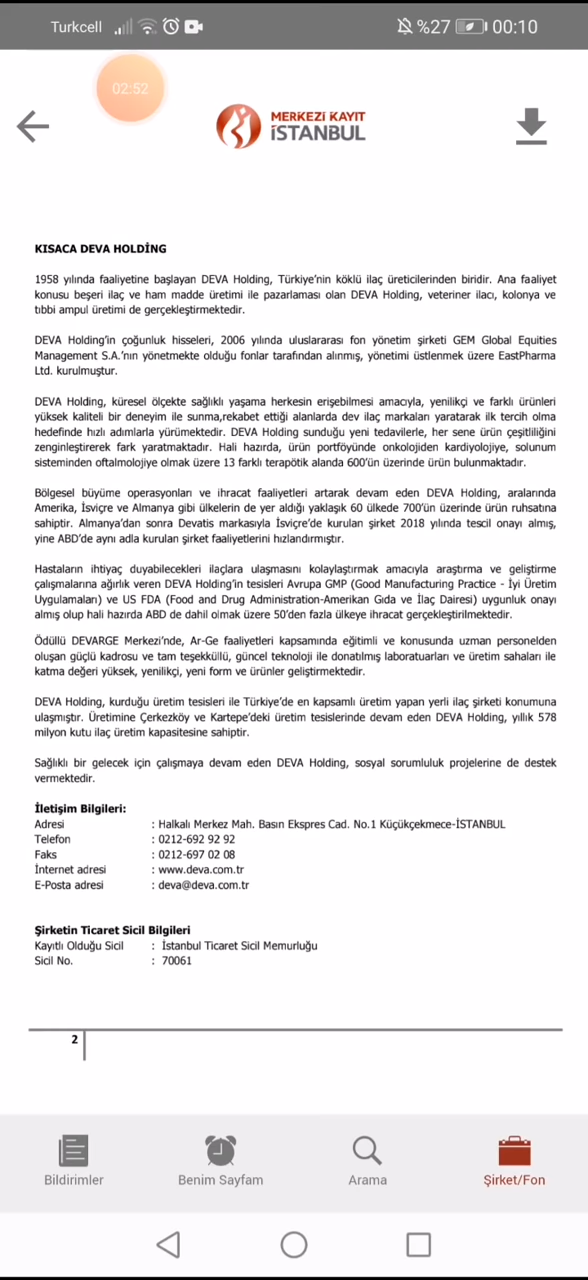 Turkcell %27 00:10
02:52
MERKEZİ KAYIT
İSTANBUL
KISACA DEVA HOLDİNG
1958 yılında faaliyetine başlayan DEVA Holding, Türkiye'nin köklü ilaç üreticilerinden biridir. Ana faaliyet
konusu beşeri ilaç ve ham madde üretimi ile pazarlaması olan DEVA Holding, veteriner ilacı, kolonya ve
tıbbi ampul üretimi de gerçekleştirmektedir.
DEVA Holding'in çoğunluk hisseleri, 2006 yılında uluslararası fon yönetim şirketi GEM Global Equities
Management S.A.'nın yönetmekte olduğu fonlar tarafından alınmış, yönetimi üstlenmek üzere EastPharma
Ltd. kurulmuştur.
DEVA Holding, küresel ölçekte sağlıklı yaşama herkesin erişebilmesi amacıyla, yenilikçi ve farklı ürünleri
yüksek kaliteli bir deneyim ile sunma,rekabet ettiği alanlarda dev ilaç markaları yaratarak ilk tercih olma
hedefinde hızlı adımlarla yürümektedir. DEVA Holding sunduğu yeni tedavilerle, her sene ürün çeşitliliğini
zenginleştirerek fark yaratmaktadır. Hali hazırda, ürün portföyünde onkolojiden kardiyolojiye, solunum
sisteminden oftalmolojiye olmak üzere 13 farklı terapötik alanda 600'ün üzerinde ürün bulunmaktadır.
Bölgesel büyüme operasyonları ve ihracat faaliyetleri artarak devam eden DEVA Holding, aralarında
Amerika, İsviçre ve Almanya gibi ülkelerin de yer aldığı yaklaşık 60 ülkede 700'ün üzerinde ürün ruhsatına
sahiptir. Almanya'dan sonra Devatis markasıyla İsviçre'de kurulan şirket 2018 yılında tescil onayı almış,
yine ABD'de aynı adla kurulan şirket faaliyetlerini hızlandırmıştır.
Hastaların ihtiyaç duyabilecekleri ilaçlara ulaşmasını kolaylaştırmak amacıyla araştırma ve geliştirme
çalışmalarına ağırlık veren DEVA Holding'in tesisleri Avrupa GMP (Good Manufacturing Practice - İyi Üretim
Uygulamaları) ve US FDA (Food and Drug Administration-Amerikan Gıda ve İlaç Dairesi) uygunluk onayı
almış olup hali hazırda ABD de dahil olmak üzere 50'den fazla ülkeye ihracat gerçekleştirilmektedir.
Ödüllü DEVARGE Merkezi'nde, Ar-Ge faaliyetleri kapsamında eğitimli ve konusunda uzman personelden
oluşan güçlü kadrosu ve tam teşekküllü, güncel teknoloji ile donatılmış laboratuarları ve üretim sahaları ile
katma değeri yüksek, yenilikçi, yeni form ve ürünler geliştirmektedir.
DEVA Holding, kurduğu üretim tesisleri ile Türkiye'de en kapsamlı üretim yapan yerli ilaç şirketi konumuna
ulaşmıştır. Üretimine Çerkezköy ve Kartepe'deki üretim tesislerinde devam eden DEVA Holding, yıllık 578
milyon kutu ilaç üretim kapasitesine sahiptir.
Sağlıklı bir gelecek için çalışmaya devam eden DEVA Holding, sosyal sorumluluk projelerine de destek
vermektedir.
İletişim Bilgileri:
Adresi : Halkalı Merkez Mah. Basın Ekspres Cad. No.1 Küçükçekmece-İSTANBUL
Telefon : 0212-692 92 92
Faks : 0212-697 02 08
İnternet adresi : www.deva.com.tr
E-Posta adresi : deva@deva.com.tr
Şirketin Ticaret Sicil Bilgileri
Kayıtlı Olduğu Sicil : İstanbul Ticaret Sicil Memurluğu
Sicil No. : 70061
2
Bildirimler Benim Sayfam Arama Şirket/Fon